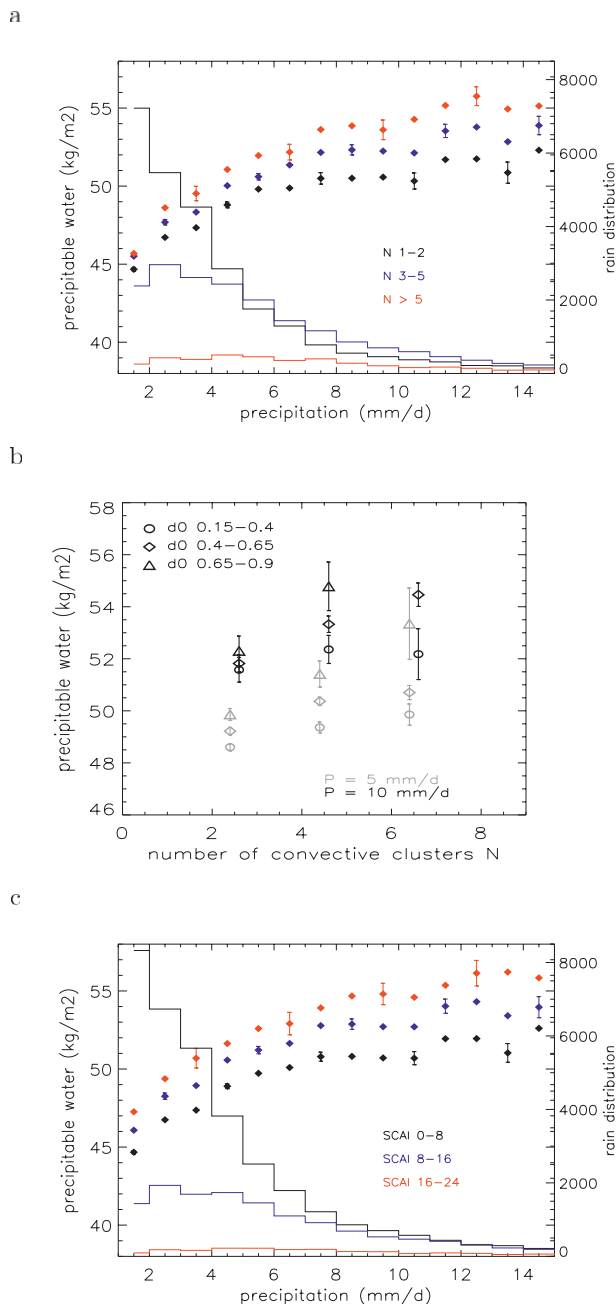 a
precipitable water (kg/m2)
55
50
45
40
8000
6000
4000
2000
0
rain distribution
N 1-2
N 3-5
N > 5
2 4 6 8 10 12 14
precipitation (mm/d)
b
precipitable water (kg/m2)
58
56
54
52
50
48
46
d0 0.15-0.4
d0 0.4-0.65
d0 0.65-0.9
P = 5 mm/d
P = 10 mm/d
0 2 4 6 8
number of convective clusters N
c
precipitable water (kg/m2)
55
50
45
40
8000
6000
4000
2000
0
rain distribution
SCAI 0-8
SCAI 8-16
SCAI 16-24
2 4 6 8 10 12 14
precipitation (mm/d)